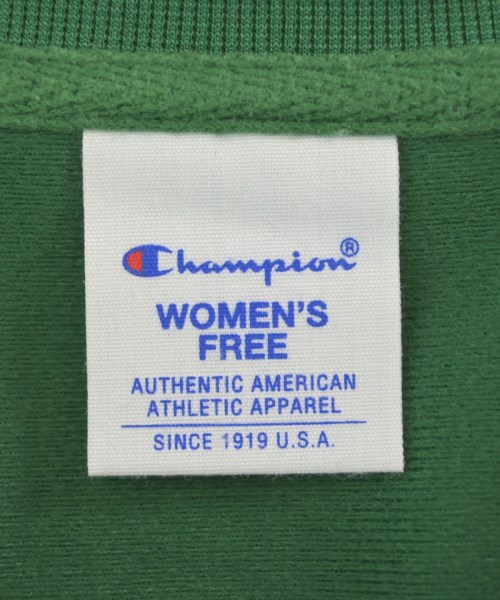 Champion®
WOMEN'S
FREE
AUTHENTIC AMERICAN
ATHLETIC APPAREL
SINCE 1919 U.S.A.